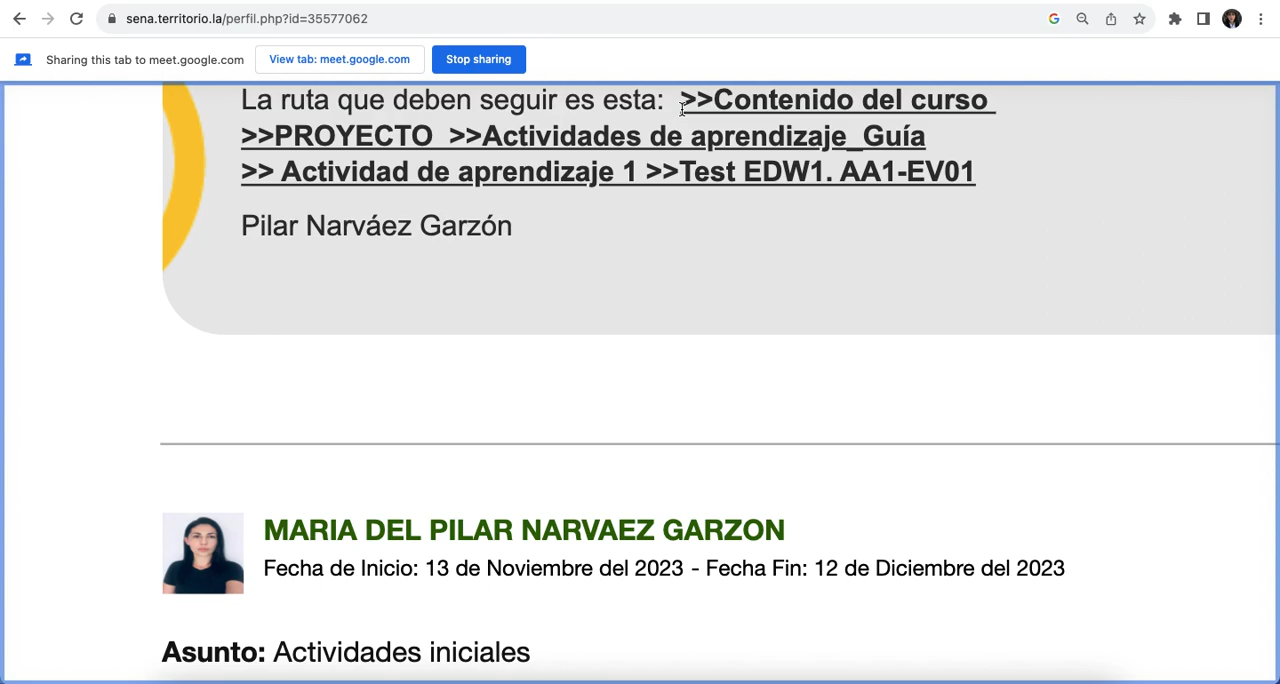 sena.territorio.la/perfil.php?id=35577062
Sharing this tab to meet.google.com
View tab: meet.google.com
Stop sharing
La ruta que deben seguir es esta:  >>Contenido del curso
>>PROYECTO  >>Actividades de aprendizaje_Guía
>> Actividad de aprendizaje 1 >>Test EDW1. AA1-EV01
Pilar Narváez Garzón
MARIA DEL PILAR NARVAEZ GARZON
Fecha de Inicio: 13 de Noviembre del 2023 - Fecha Fin: 12 de Diciembre del 2023
Asunto: Actividades iniciales